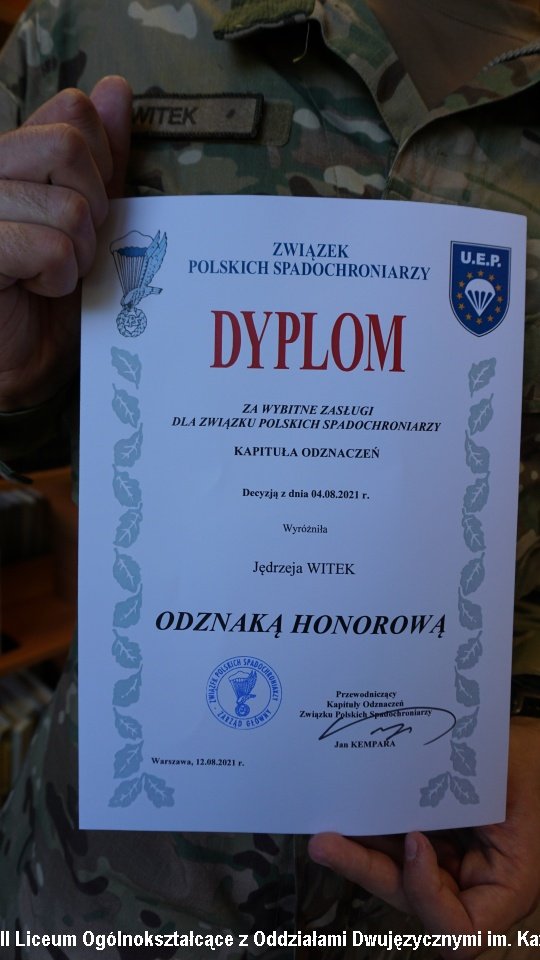 WITEK
ZWIĄZEK
POLSKICH SPADOCHRONIARZY
U.E.P.
DYPLOM
ZA WYBITNE ZASŁUGI
DLA ZWIĄZKU POLSKICH SPADOCHRONIARZY
KAPITUŁA ODZNACZEŃ
Decyzją z dnia 04.08.2021 r.
Wyróżniła
Jędrzeja WITEK
ODZNAKĄ HONOROWĄ
ZWIĄZEK POLSKICH SPADOCHRONIARZY
ZARZĄD GŁÓWNY
Przewodniczący
Kapituły Odznaczeń
Związku Polskich Spadochroniarzy
Jan KEMPARA
Warszawa, 12.08.2021 r.
II Liceum Ogólnokształcące z Oddziałami Dwujęzycznymi im. Ka